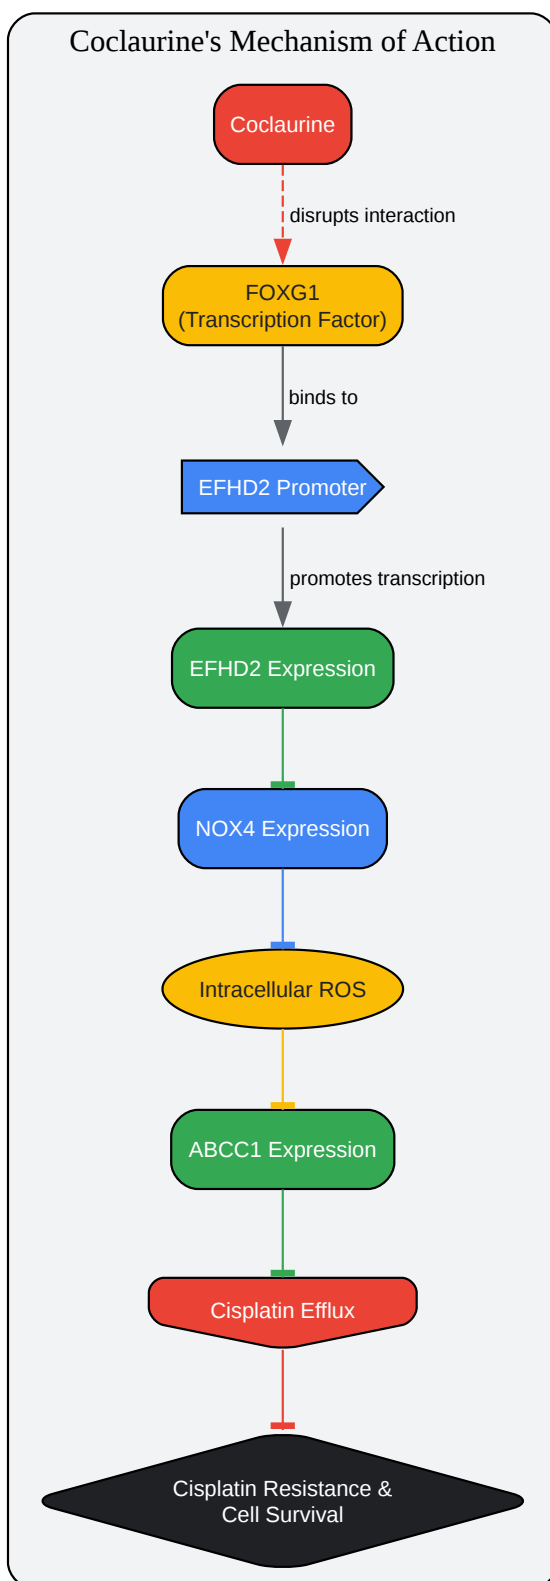 Coclaurine's Mechanism of Action
Coclaurine
disrupts interaction
FOXG1
(Transcription Factor)
binds to
EFHD2 Promoter
promotes transcription
EFHD2 Expression
NOX4 Expression
Intracellular ROS
ABCC1 Expression
Cisplatin Efflux
Cisplatin Resistance &
Cell Survival